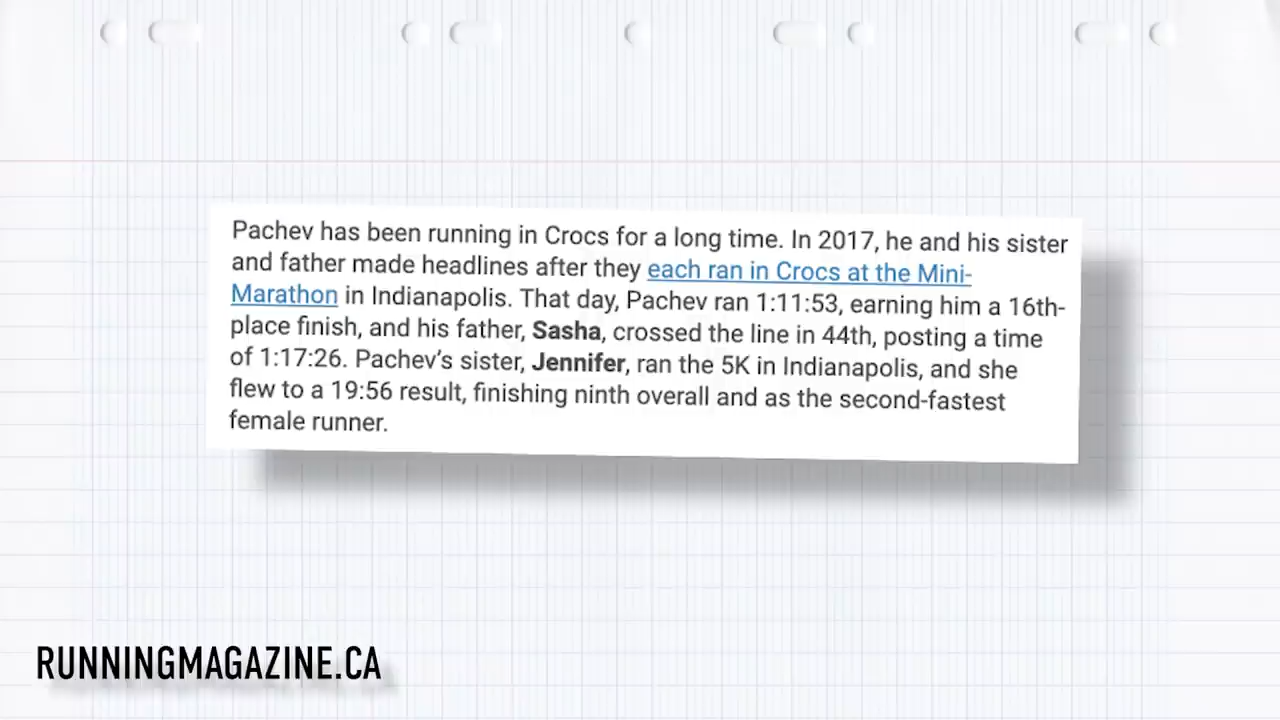 Pachev has been running in Crocs for a long time. In 2017, he and his sister
and father made headlines after they each ran in Crocs at the Mini-
Marathon in Indianapolis. That day, Pachev ran 1:11:53, earning him a 16th-
place finish, and his father, Sasha, crossed the line in 44th, posting a time
of 1:17:26. Pachev’s sister, Jennifer, ran the 5K in Indianapolis, and she
flew to a 19:56 result, finishing ninth overall and as the second-fastest
female runner.
RUNNINGMAGAZINE.CA